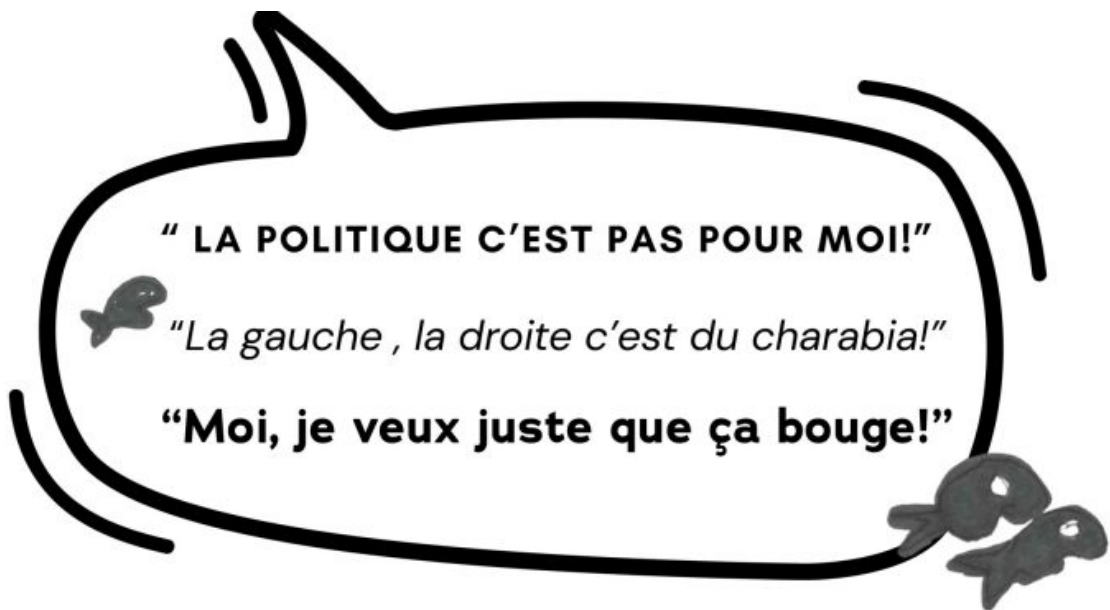 “ LA POLITIQUE C’EST PAS POUR MOI!”
“La gauche , la droite c’est du charabia!”
“Moi, je veux juste que ça bouge!”